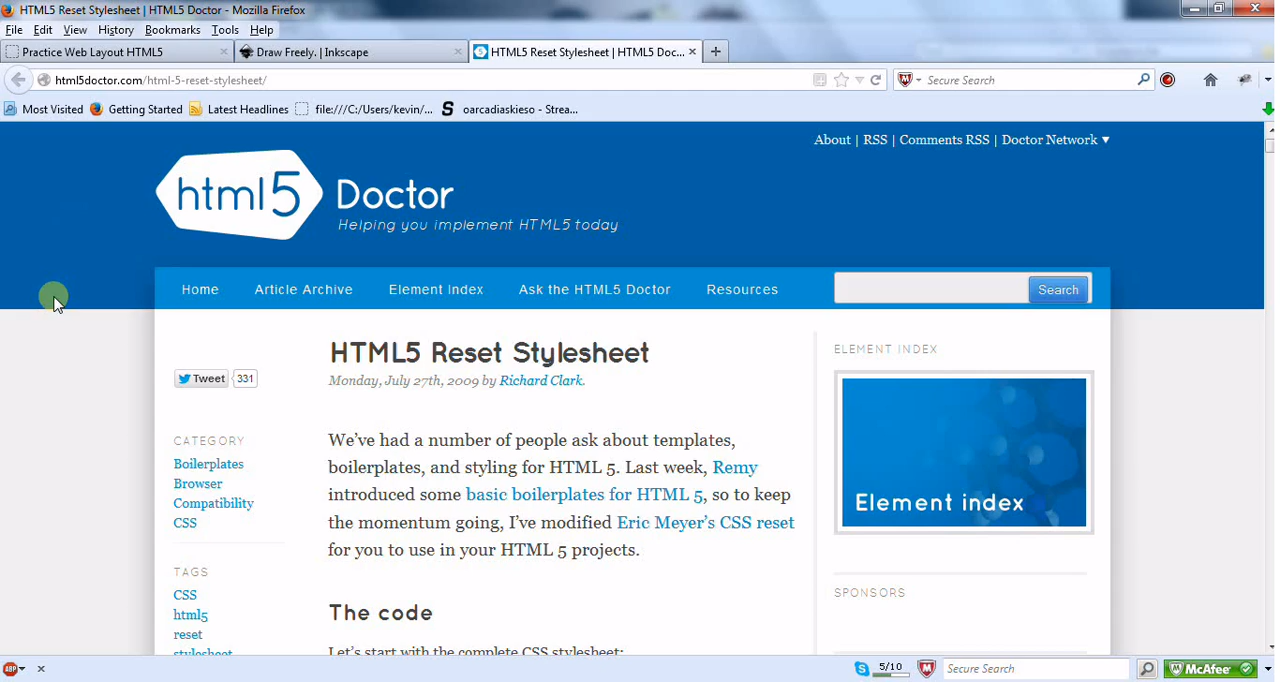 HTML5 Reset Stylesheet | HTML5 Doctor - Mozilla Firefox
File Edit View History Bookmarks Tools Help
Practice Web Layout HTML5
Draw Freely. | Inkscape
HTML5 Reset Stylesheet | HTML5 Doc...
html5doctor.com/html-5-reset-stylesheet/
Secure Search
Most Visited Getting Started Latest Headlines file:///C:/Users/kevin/... oarcadiaskieso - Strea...
About | RSS | Comments RSS | Doctor Network ▼
html5 Doctor
Helping you implement HTML5 today
Home Article Archive Element Index Ask the HTML5 Doctor Resources Search
HTML5 Reset Stylesheet
Monday, July 27th, 2009 by Richard Clark.
Tweet 331
CATEGORY
Boilerplates
Browser
Compatibility
CSS
TAGS
CSS
html5
reset
stylesheet
We've had a number of people ask about templates,
boilerplates, and styling for HTML 5. Last week, Remy
introduced some basic boilerplates for HTML 5, so to keep
the momentum going, I've modified Eric Meyer's CSS reset
for you to use in your HTML 5 projects.
The code
Let's start with the complete CSS stylesheet:
ELEMENT INDEX
Element index
SPONSORS
ABP
5/10
Secure Search
McAfee